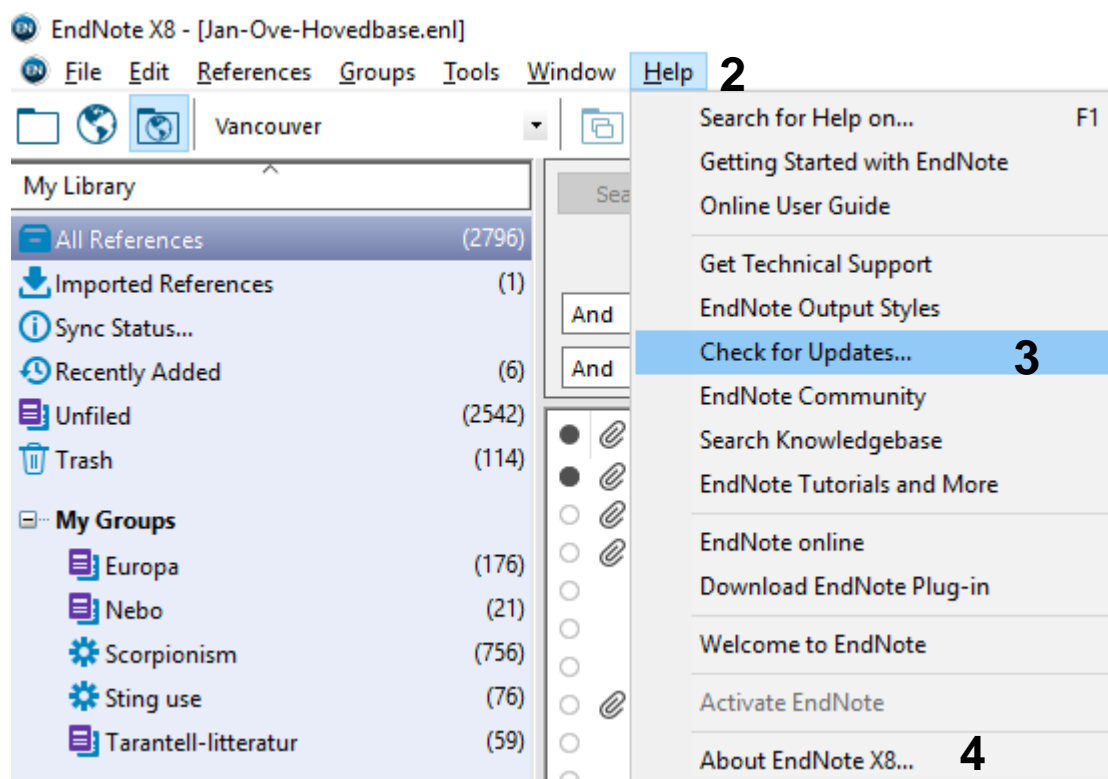 EndNote X8 - [Jan-Ove-Hovedbase.enl]
File Edit References Groups Tools Window Help 2
Vancouver
My Library
All References (2796)
Imported References (1)
Sync Status...
Recently Added (6)
Unfiled (2542)
Trash (114)
My Groups
Europa (176)
Nebo (21)
Scorpionism (756)
Sting use (76)
Tarantell-litteratur (59)
And
And
Search for Help on... F1
Getting Started with EndNote
Online User Guide
Get Technical Support
EndNote Output Styles
Check for Updates... 3
EndNote Community
Search Knowledgebase
EndNote Tutorials and More
EndNote online
Download EndNote Plug-in
Welcome to EndNote
Activate EndNote
About EndNote X8... 4